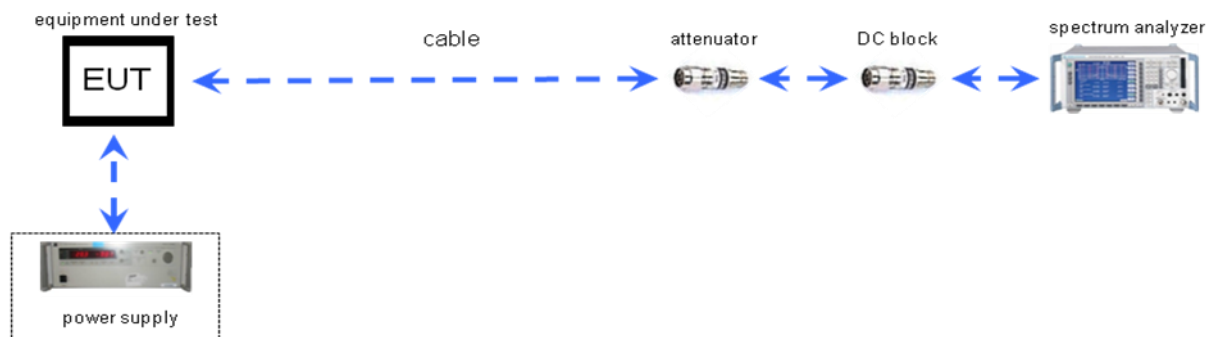 equipment under test
EUT
cable
attenuator
DC block
spectrum analyzer
power supply